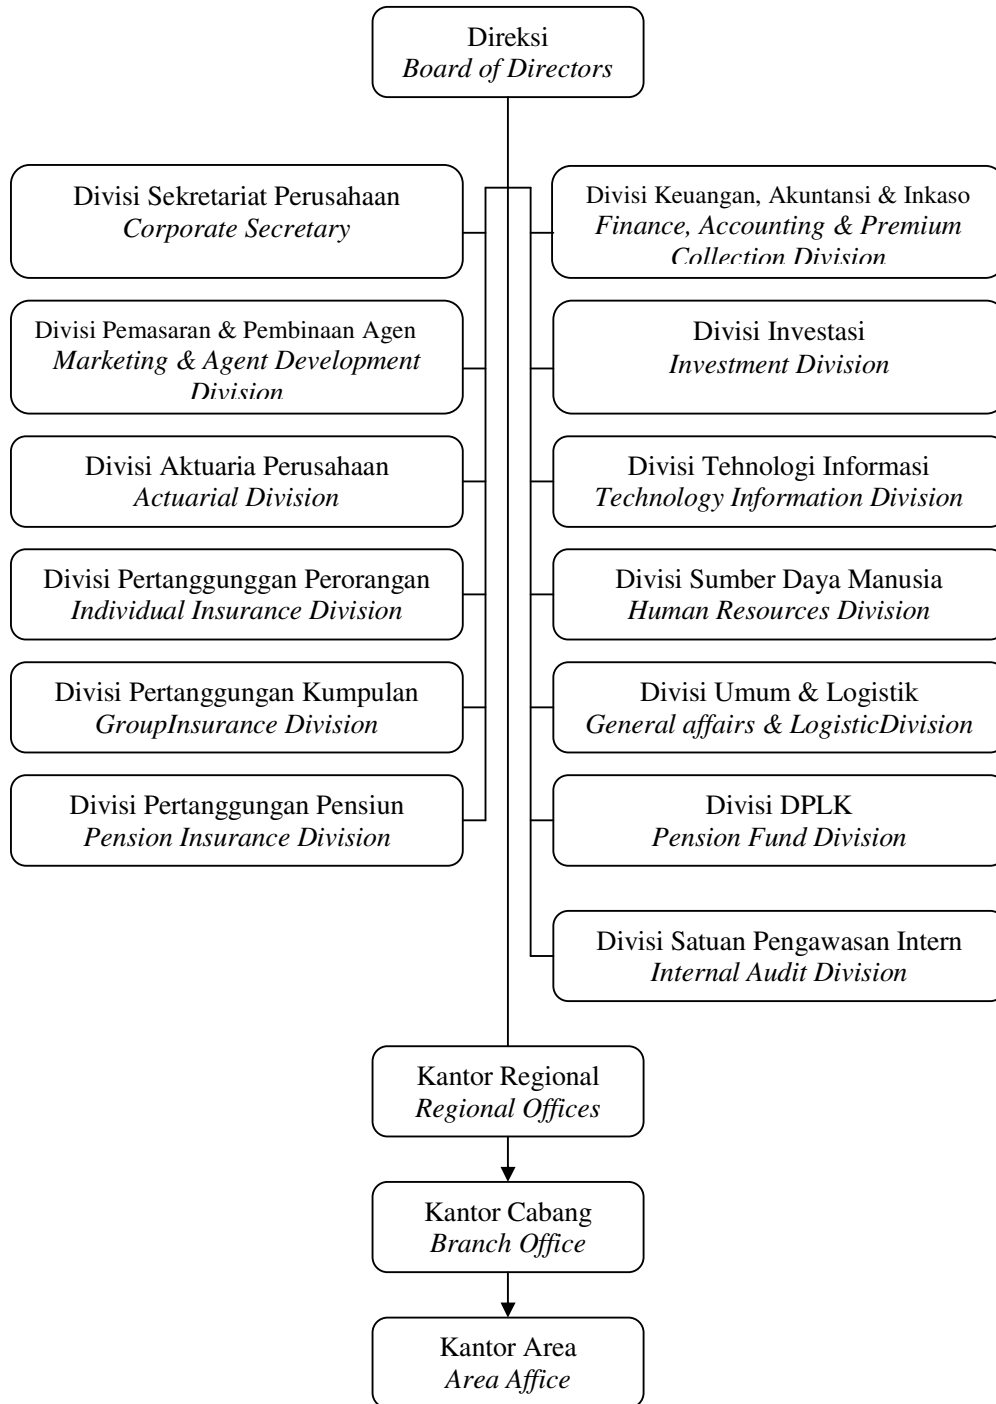 Direksi
Board of Directors
Divisi Sekretariat Perusahaan
Corporate Secretary
Divisi Pemasaran & Pembinaan Agen
Marketing & Agent Development
Division
Divisi Aktuaria Perusahaan
Actuarial Division
Divisi Pertanggunggan Perorangan
Individual Insurance Division
Divisi Pertanggungan Kumpulan
GroupInsurance Division
Divisi Pertanggungan Pensiun
Pension Insurance Division
Divisi Keuangan, Akuntansi & Inkaso
Finance, Accounting & Premium
Collection Division
Divisi Investasi
Investment Division
Divisi Tehnologi Informasi
Technology Information Division
Divisi Sumber Daya Manusia
Human Resources Division
Divisi Umum & Logistik
General affairs & LogisticDivision
Divisi DPLK
Pension Fund Division
Divisi Satuan Pengawasan Intern
Internal Audit Division
Kantor Regional
Regional Offices
Kantor Cabang
Branch Office
Kantor Area
Area Affice